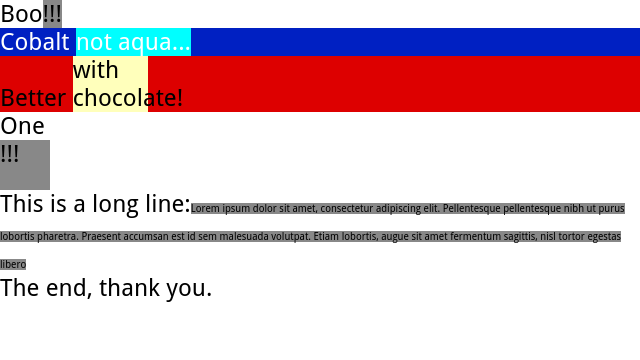 Boo!!!
Cobalt not aqua...
with
Better chocolate!
One
!!!
This is a long line:Lorem ipsum dolor sit amet, consectetur adipiscing elit. Pellentesque pellentesque nibh ut purus
lobortis pharetra. Praesent accumsan est id sem malesuada volutpat. Etiam lobortis, augue sit amet fermentum sagittis, nisl tortor egestas
libero
The end, thank you.